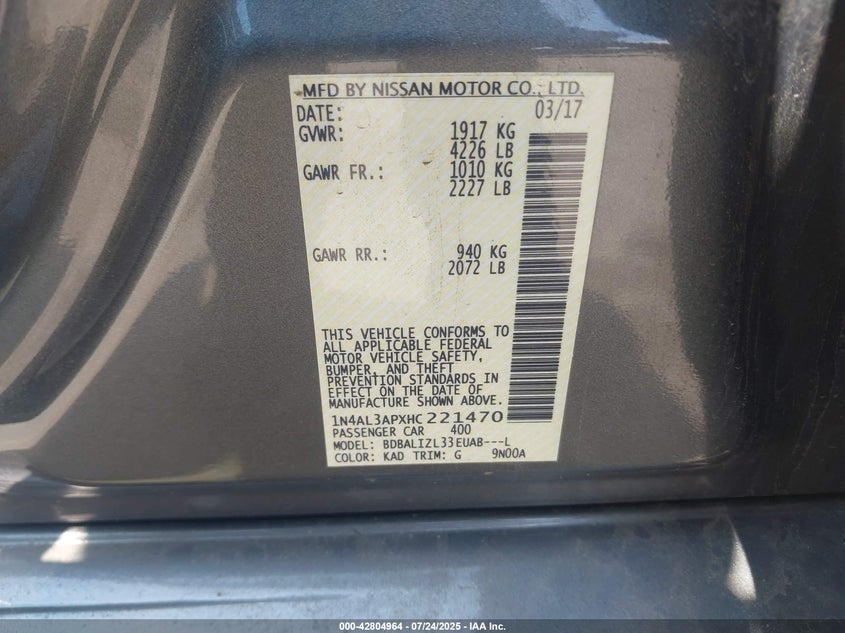 MFD BY NISSAN MOTOR CO., LTD.
DATE: 03/17
GVWR: 1917 KG
4226 LB
GAWR FR.: 1010 KG
2227 LB
GAWR RR.: 940 KG
2072 LB
THIS VEHICLE CONFORMS TO
ALL APPLICABLE FEDERAL
MOTOR VEHICLE SAFETY,
BUMPER, AND THEFT
PREVENTION STANDARDS IN
EFFECT ON THE DATE OF
MANUFACTURE SHOWN ABOVE.
1N4AL3APXHC221470
PASSENGER CAR 400
MODEL: BDBALIZL33EUAB---L
COLOR: KAD TRIM: G 9N00A
000-42804964 - 07/24/2025 - IAA Inc.